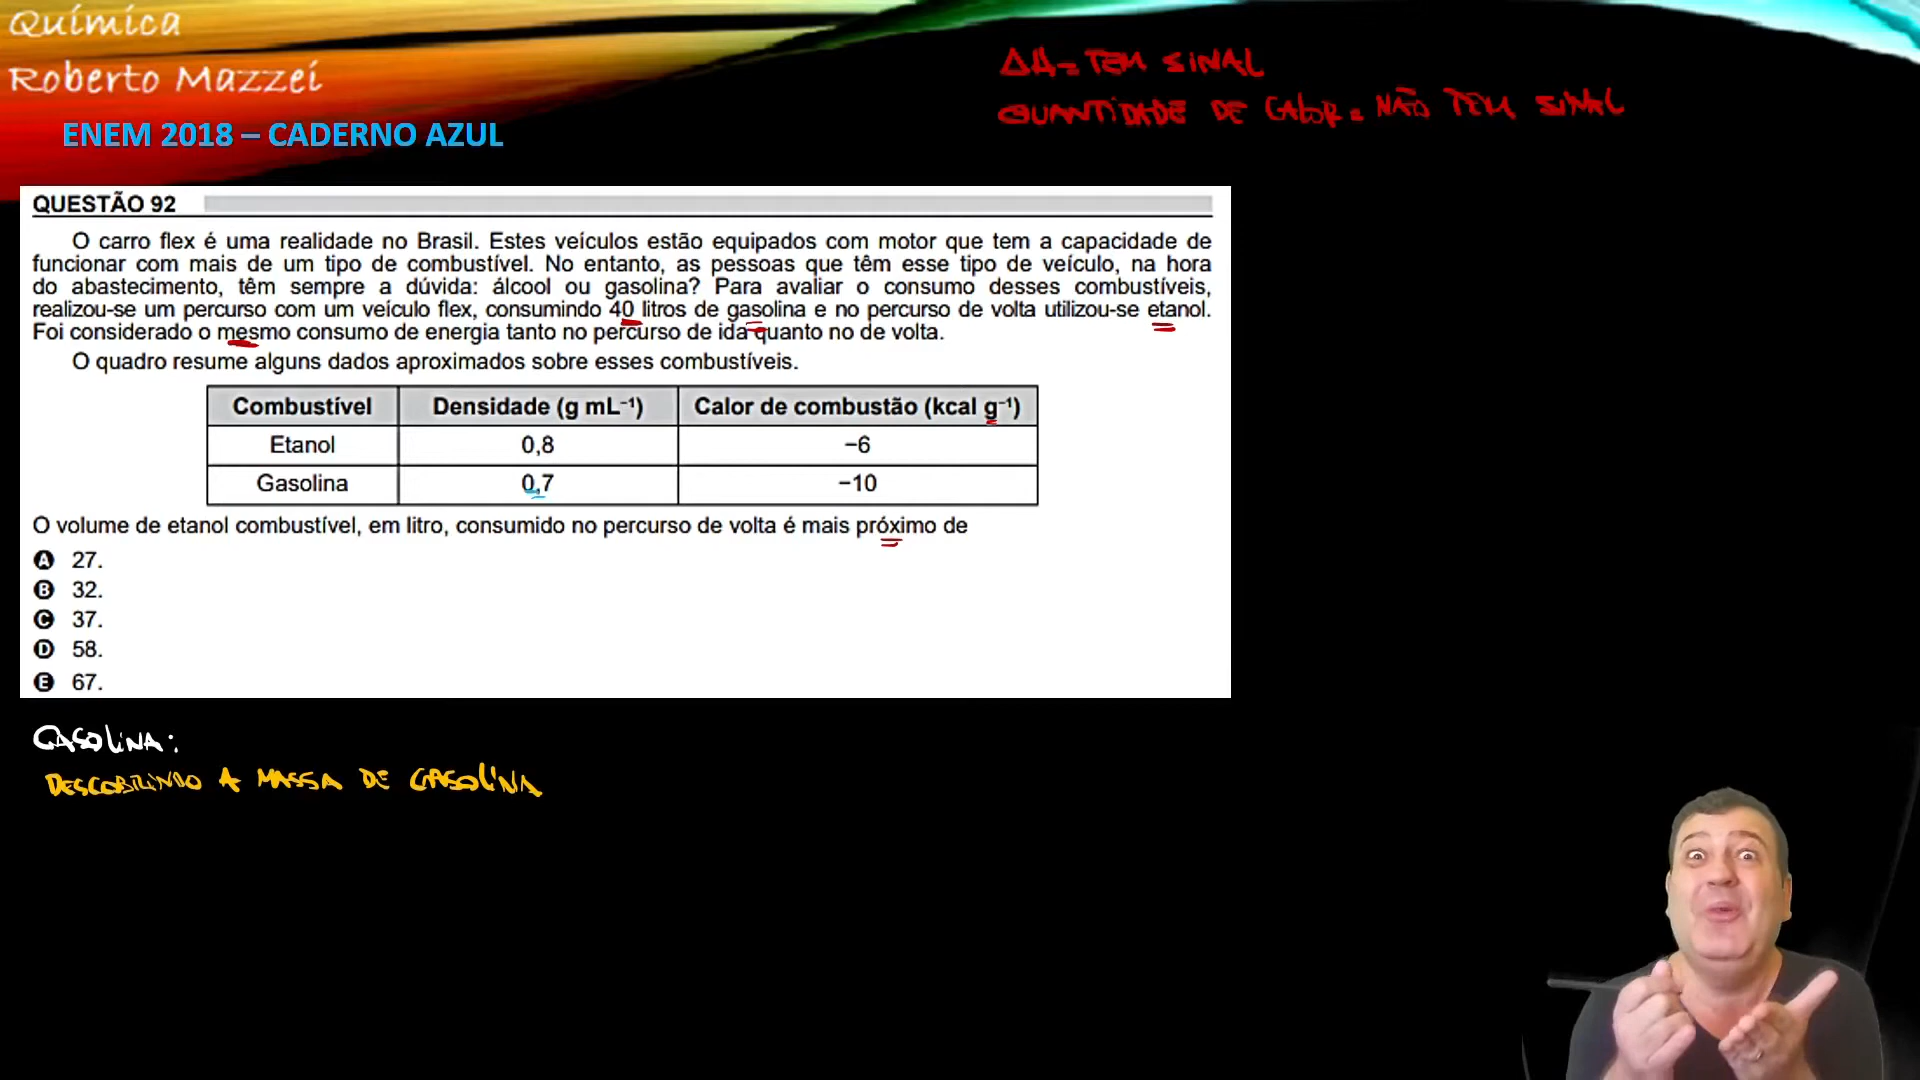 Química
Roberto Mazzei
ENEM 2018 – CADERNO AZUL
ΔH = TEM SINAL
QUANTIDADE DE CALOR = NÃO TEM SINAL
QUESTÃO 92
O carro flex é uma realidade no Brasil. Estes veículos estão equipados com motor que tem a capacidade de
funcionar com mais de um tipo de combustível. No entanto, as pessoas que têm esse tipo de veículo, na hora
do abastecimento, têm sempre a dúvida: álcool ou gasolina? Para avaliar o consumo desses combustíveis,
realizou-se um percurso com um veículo flex, consumindo 40 litros de gasolina e no percurso de volta utilizou-se etanol.
Foi considerado o mesmo consumo de energia tanto no percurso de ida quanto no de volta.
O quadro resume alguns dados aproximados sobre esses combustíveis.
Combustível Densidade (g mL⁻¹) Calor de combustão (kcal g⁻¹)
Etanol 0,8 −6
Gasolina 0,7 −10
O volume de etanol combustível, em litro, consumido no percurso de volta é mais próximo de
A 27.
B 32.
C 37.
D 58.
E 67.
GASOLINA:
DESCOBRINDO A MASSA DE GASOLINA